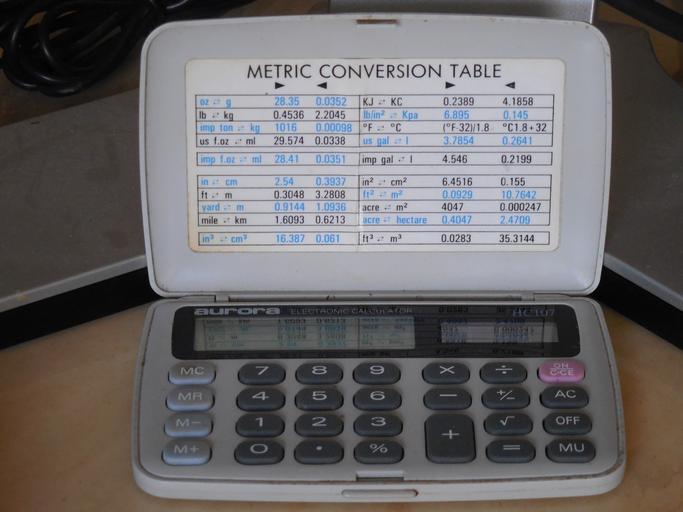 METRIC CONVERSION TABLE
► ◄ ► ◄
oz ⇄ g 28.35 0.0352 KJ ⇄ KC 0.2389 4.1858
lb ⇄ kg 0.4536 2.2045 lb/in² ⇄ Kpa 6.895 0.145
imp ton ⇄ kg 1016 0.00098 °F ⇄ °C (°F-32)/1.8 °C1.8+32
us f.oz ⇄ ml 29.574 0.0338 us gal ⇄ l 3.7854 0.2641
imp f.oz ⇄ ml 28.41 0.0351 imp gal ⇄ l 4.546 0.2199
in ⇄ cm 2.54 0.3937 in² ⇄ cm² 6.4516 0.155
ft ⇄ m 0.3048 3.2808 ft² ⇄ m² 0.0929 10.7642
yard ⇄ m 0.9144 1.0936 acre ⇄ m² 4047 0.000247
mile ⇄ km 1.6093 0.6213 acre ⇄ hectare 0.4047 2.4709
in³ ⇄ cm³ 16.387 0.061 ft³ ⇄ m³ 0.0283 35.3144
aurora ELECTRONIC CALCULATOR HC107
MC 7 8 9 × ÷ ON C·CE
MR 4 5 6 − +/− AC
M− 1 2 3 + √ OFF
M+ 0 · % = MU